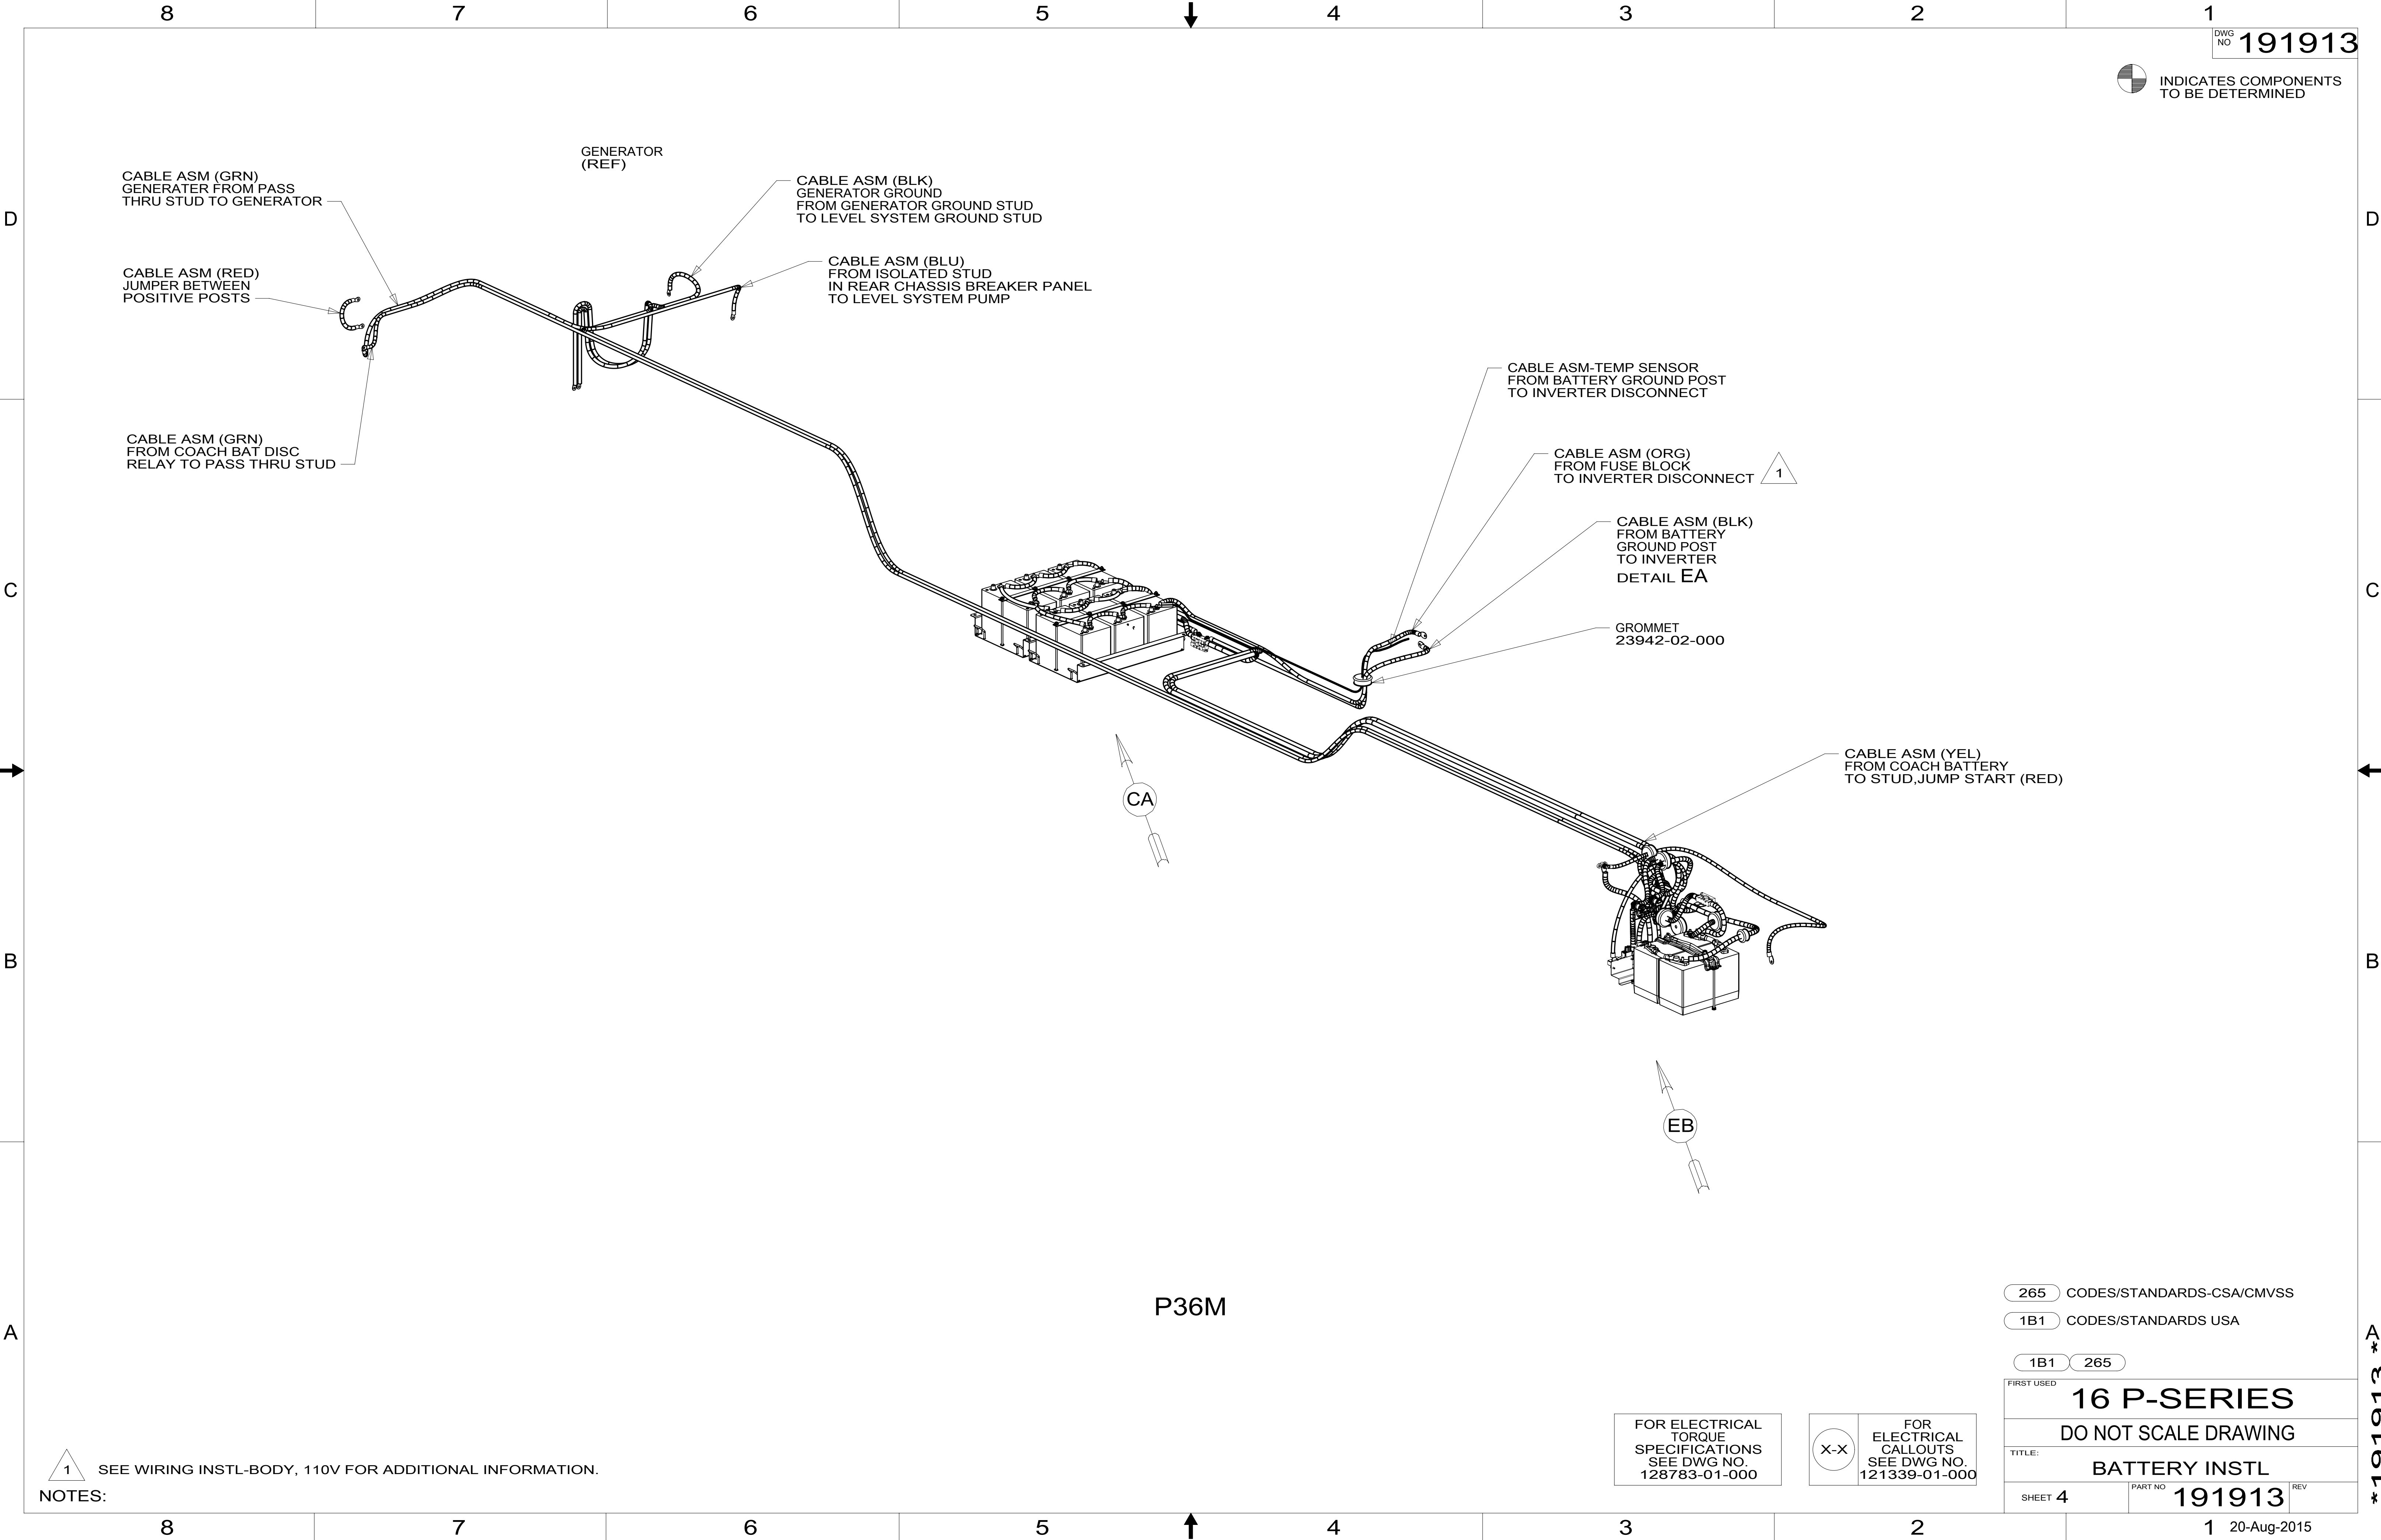 8 7 6 5 4 3 2 1
DWG NO 191913
INDICATES COMPONENTS
TO BE DETERMINED
GENERATOR
(REF)
CABLE ASM (GRN)
GENERATER FROM PASS
THRU STUD TO GENERATOR
CABLE ASM (BLK)
GENERATOR GROUND
FROM GENERATOR GROUND STUD
TO LEVEL SYSTEM GROUND STUD
D
D
CABLE ASM (RED)
JUMPER BETWEEN
POSITIVE POSTS
CABLE ASM (BLU)
FROM ISOLATED STUD
IN REAR CHASSIS BREAKER PANEL
TO LEVEL SYSTEM PUMP
CABLE ASM-TEMP SENSOR
FROM BATTERY GROUND POST
TO INVERTER DISCONNECT
CABLE ASM (GRN)
FROM COACH BAT DISC
RELAY TO PASS THRU STUD
CABLE ASM (ORG)
FROM FUSE BLOCK
TO INVERTER DISCONNECT
1
CABLE ASM (BLK)
FROM BATTERY
GROUND POST
TO INVERTER
DETAIL EA
C
C
GROMMET
23942-02-000
CABLE ASM (YEL)
FROM COACH BATTERY
TO STUD,JUMP START (RED)
CA
B
B
EB
P36M
265 CODES/STANDARDS-CSA/CMVSS
1B1 CODES/STANDARDS USA
A
A
1B1 265
FIRST USED
16 P-SERIES
DO NOT SCALE DRAWING
TITLE:
BATTERY INSTL
SHEET 4
PART NO 191913
REV
*191913*
FOR ELECTRICAL
TORQUE
SPECIFICATIONS
SEE DWG NO.
128783-01-000
X-X
FOR
ELECTRICAL
CALLOUTS
SEE DWG NO.
121339-01-000
1 SEE WIRING INSTL-BODY, 110V FOR ADDITIONAL INFORMATION.
NOTES:
8 7 6 5 4 3 2 1
20-Aug-2015